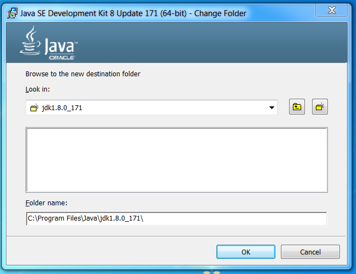 Java SE Development Kit 8 Update 171 (64-bit) - Change Folder
Java
ORACLE
Browse to the new destination folder
Look in:
jdk1.8.0_171
Folder name:
C:\Program Files\Java\jdk1.8.0_171\
OK
Cancel